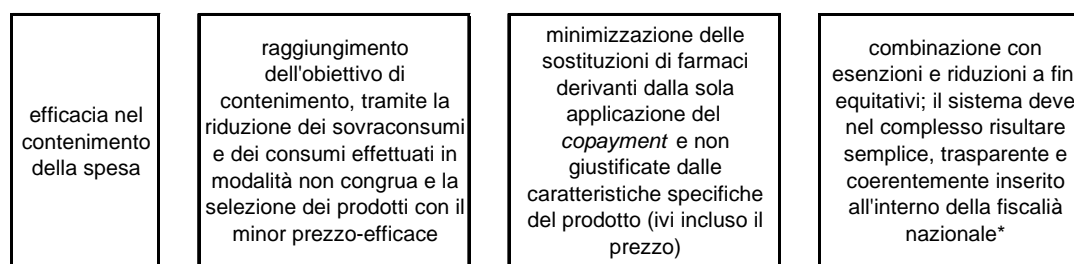 efficacia nel
contenimento
della spesa
raggiungimento
dell'obiettivo di
contenimento, tramite la
riduzione dei sovraconsumi
e dei consumi effettuati in
modalità non congrua e la
selezione dei prodotti con il
minor prezzo-efficace
minimizzazione delle
sostituzioni di farmaci
derivanti dalla sola
applicazione del
copayment e non
giustificate dalle
caratteristiche specifiche
del prodotto (ivi incluso il
prezzo)
combinazione con
esenzioni e riduzioni a fin
equitativi; il sistema deve
nel complesso risultare
semplice, trasparente e
coerentemente inserito
all'interno della fiscalià
nazionale*